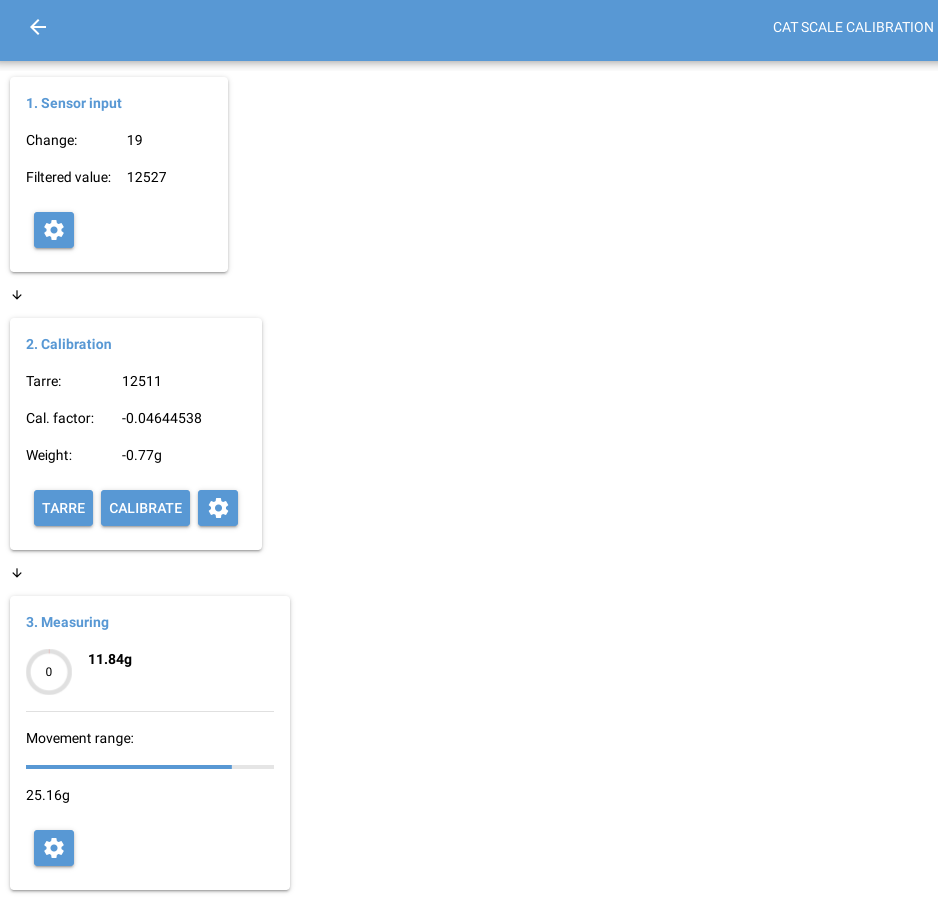 CAT SCALE CALIBRATION
1. Sensor input
Change: 19
Filtered value: 12527
2. Calibration
Tarre: 12511
Cal. factor: -0.04644538
Weight: -0.77g
TARRE CALIBRATE
3. Measuring
0 11.84g
Movement range:
25.16g